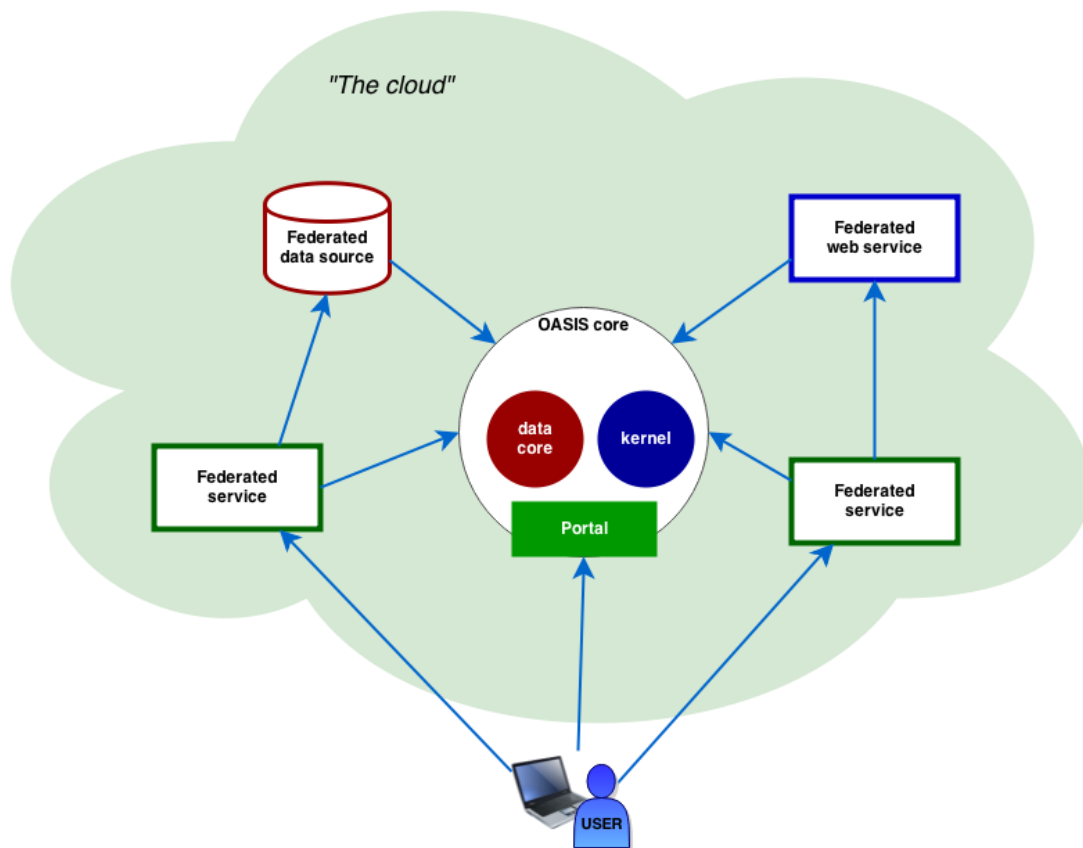 "The cloud"
Federated
data source
Federated
web service
OASIS core
data
core
kernel
Federated
service
Federated
service
Portal
USER